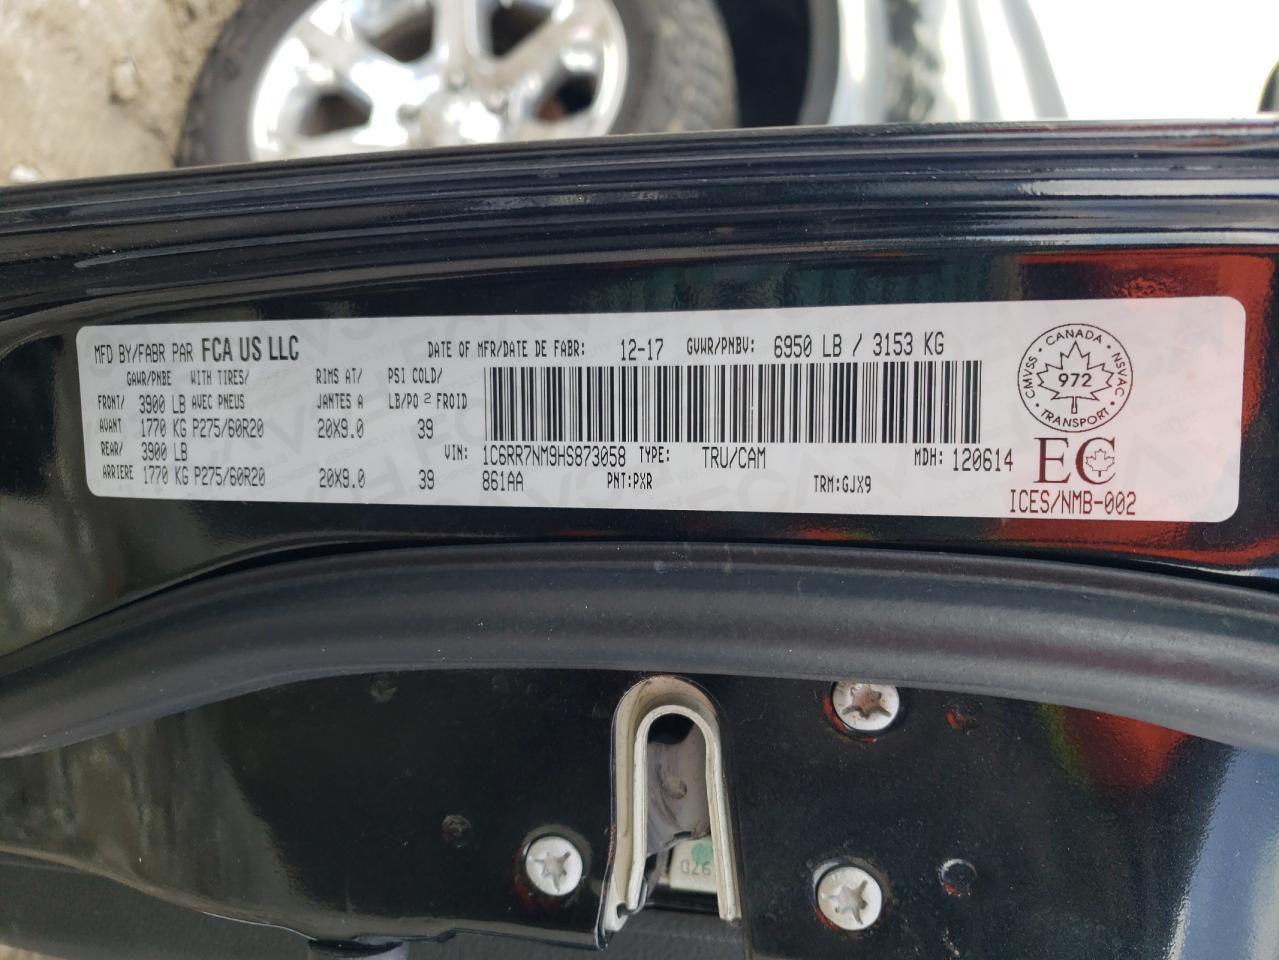 MFD BY/FABR PAR FCA US LLC DATE OF MFR/DATE DE FABR: 12-17 GVWR/PNBV: 6950 LB / 3153 KG
GAWR/PNBE WITH TIRES/ RIMS AT/ PSI COLD/
FRONT/ 3900 LB AVEC PNEUS JANTES A LB/PO 2 FROID
AVANT 1770 KG P275/60R20 20X9.0 39
REAR/ 3900 LB VIN: 1C6RR7NM9HS873058 TYPE: TRU/CAM MDH: 120614
ARRIERE 1770 KG P275/60R20 20X9.0 39 861AA PNT:PXR TRM:GJX9
CANADA
CMVSS 972 NSVAC
TRANSPORT
EC
ICES/NMB-002
97D